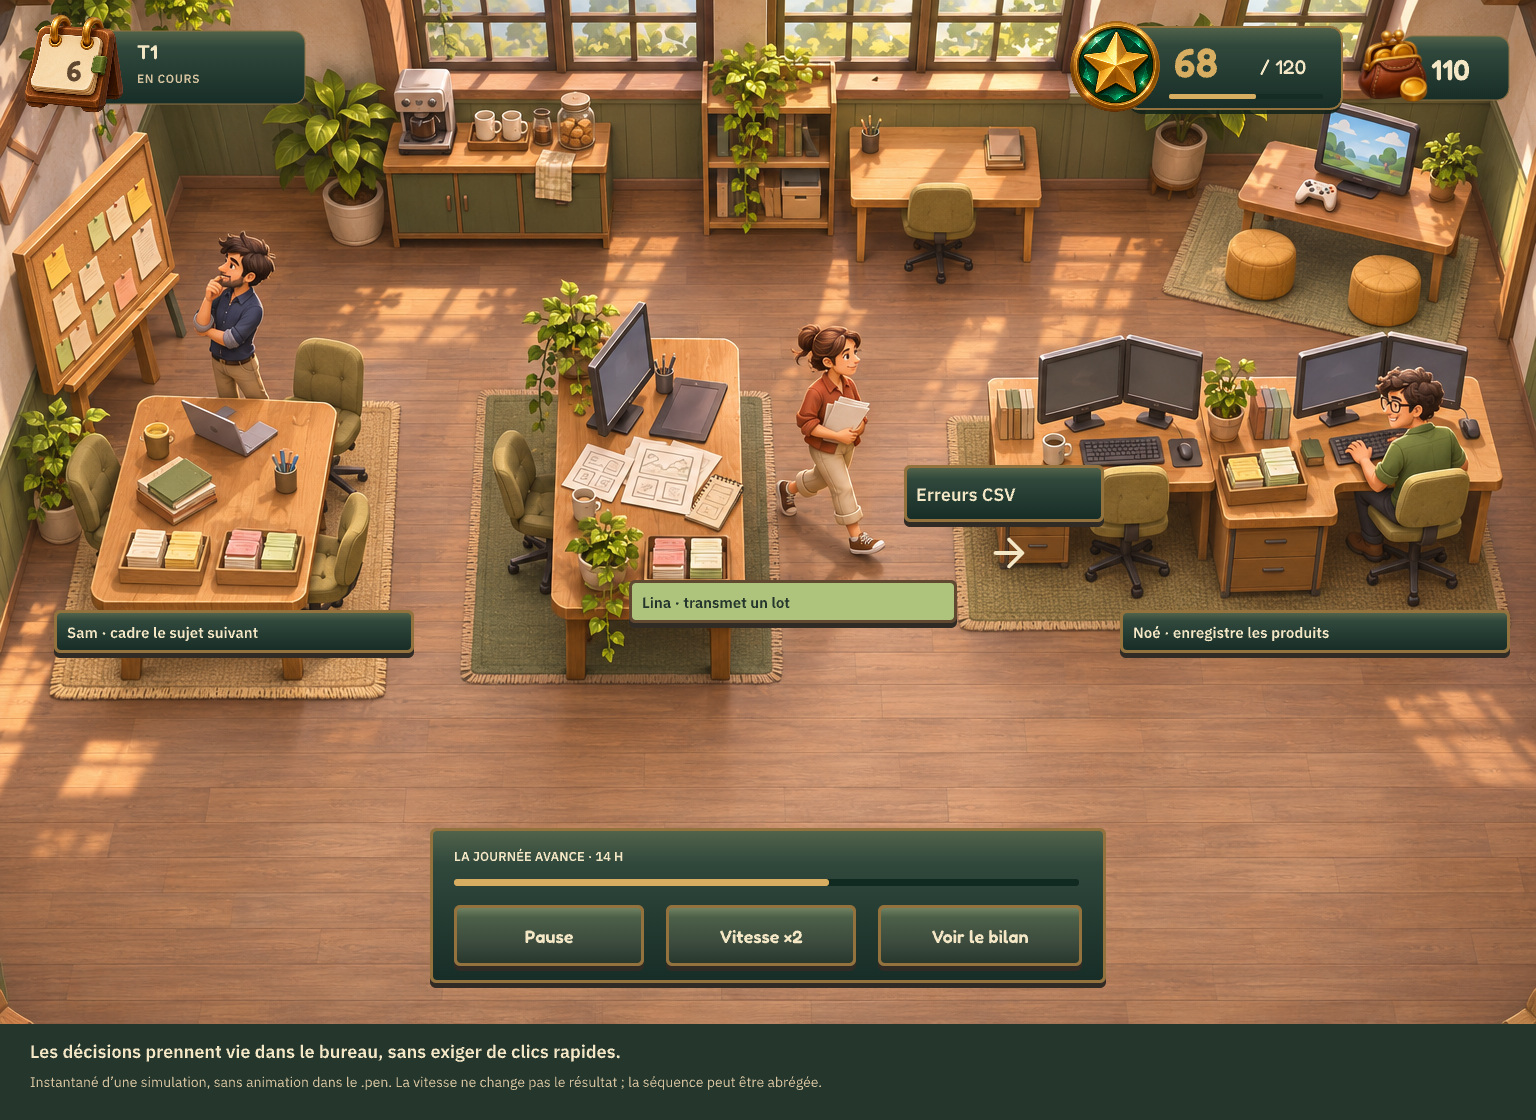 6
T1
EN COURS
68
/ 120
110
Erreurs CSV
Lina · transmet un lot
Sam · cadre le sujet suivant
Noé · enregistre les produits
LA JOURNÉE AVANCE · 14 H
Pause
Vitesse ×2
Voir le bilan
Les décisions prennent vie dans le bureau, sans exiger de clics rapides.
Instantané d’une simulation, sans animation dans le .pen. La vitesse ne change pas le résultat ; la séquence peut être abrégée.